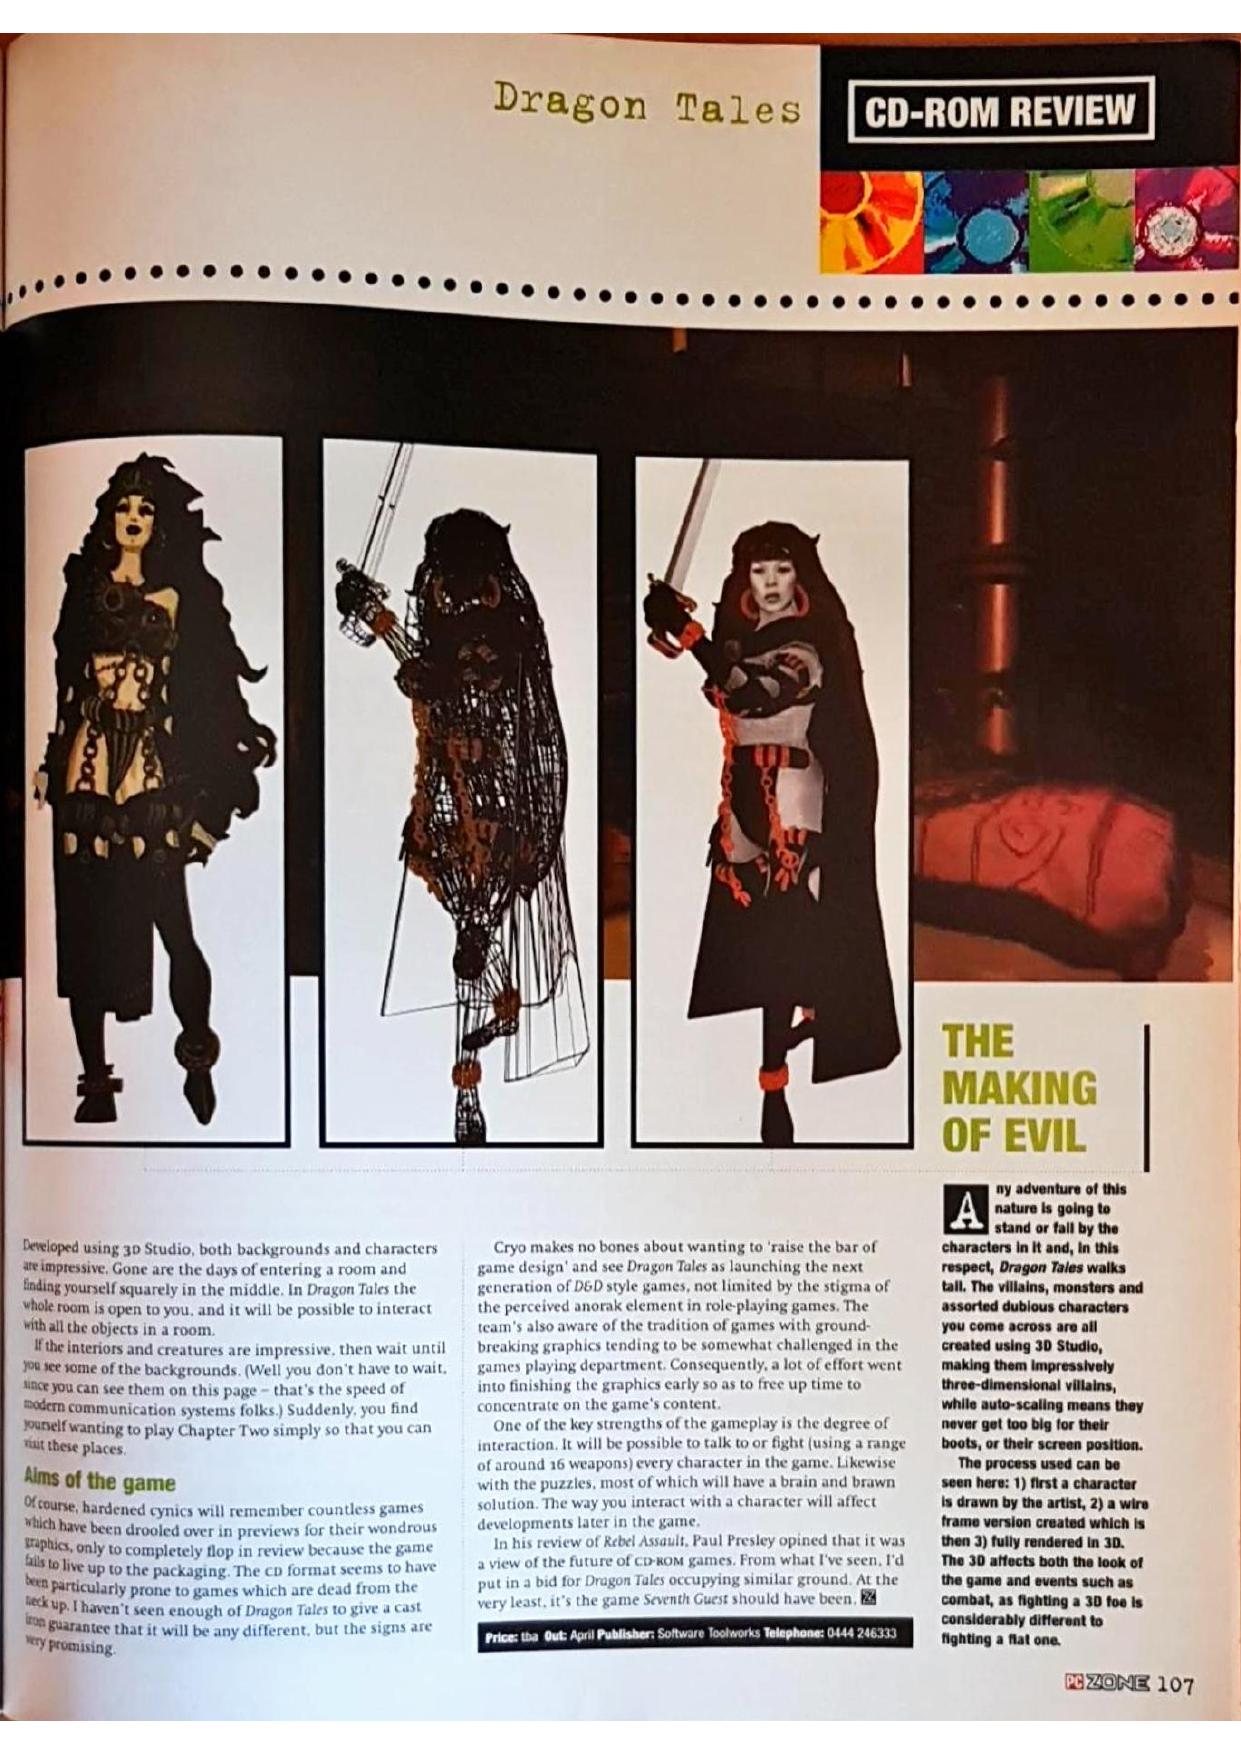 Dragon Tales
CD-ROM REVIEW
Developed using 3D Studio, both backgrounds and characters
are impressive. Gone are the days of entering a room and
finding yourself squarely in the middle. In Dragon Tales the
whole room is open to you, and it will be possible to interact
with all the objects in a room.
If the interiors and creatures are impressive, then wait until
you see some of the backgrounds. (Well you don't have to wait,
since you can see them on this page – that's the speed of
modern communication systems folks.) Suddenly, you find
yourself wanting to play Chapter Two simply so that you can
visit these places.
Aims of the game
Of course, hardened cynics will remember countless games
which have been drooled over in previews for their wondrous
graphics, only to completely flop in review because the game
fails to live up to the packaging. The CD format seems to have
been particularly prone to games which are dead from the
neck up. I haven't seen enough of Dragon Tales to give a cast
iron guarantee that it will be any different, but the signs are
very promising.
Cryo makes no bones about wanting to 'raise the bar of
game design' and see Dragon Tales as launching the next
generation of D&D style games, not limited by the stigma of
the perceived anorak element in role-playing games. The
team's also aware of the tradition of games with ground-
breaking graphics tending to be somewhat challenged in the
games playing department. Consequently, a lot of effort went
into finishing the graphics early so as to free up time to
concentrate on the game's content.
One of the key strengths of the gameplay is the degree of
interaction. It will be possible to talk to or fight (using a range
of around 16 weapons) every character in the game. Likewise
with the puzzles, most of which will have a brain and brawn
solution. The way you interact with a character will affect
developments later in the game.
In his review of Rebel Assault, Paul Presley opined that it was
a view of the future of CD-ROM games. From what I've seen, I'd
put in a bid for Dragon Tales occupying similar ground. At the
very least, it's the game Seventh Guest should have been.
Price: tba Out: April Publisher: Software Toolworks Telephone: 0444 246333
THE
MAKING
OF EVIL
Any adventure of this
nature is going to
stand or fall by the
characters in it and, in this
respect, Dragon Tales walks
tall. The villains, monsters and
assorted dubious characters
you come across are all
created using 3D Studio,
making them impressively
three-dimensional villains,
while auto-scaling means they
never get too big for their
boots, or their screen position.
The process used can be
seen here: 1) first a character
is drawn by the artist, 2) a wire
frame version created which is
then 3) fully rendered in 3D.
The 3D affects both the look of
the game and events such as
combat, as fighting a 3D foe is
considerably different to
fighting a flat one.
PC ZONE 107